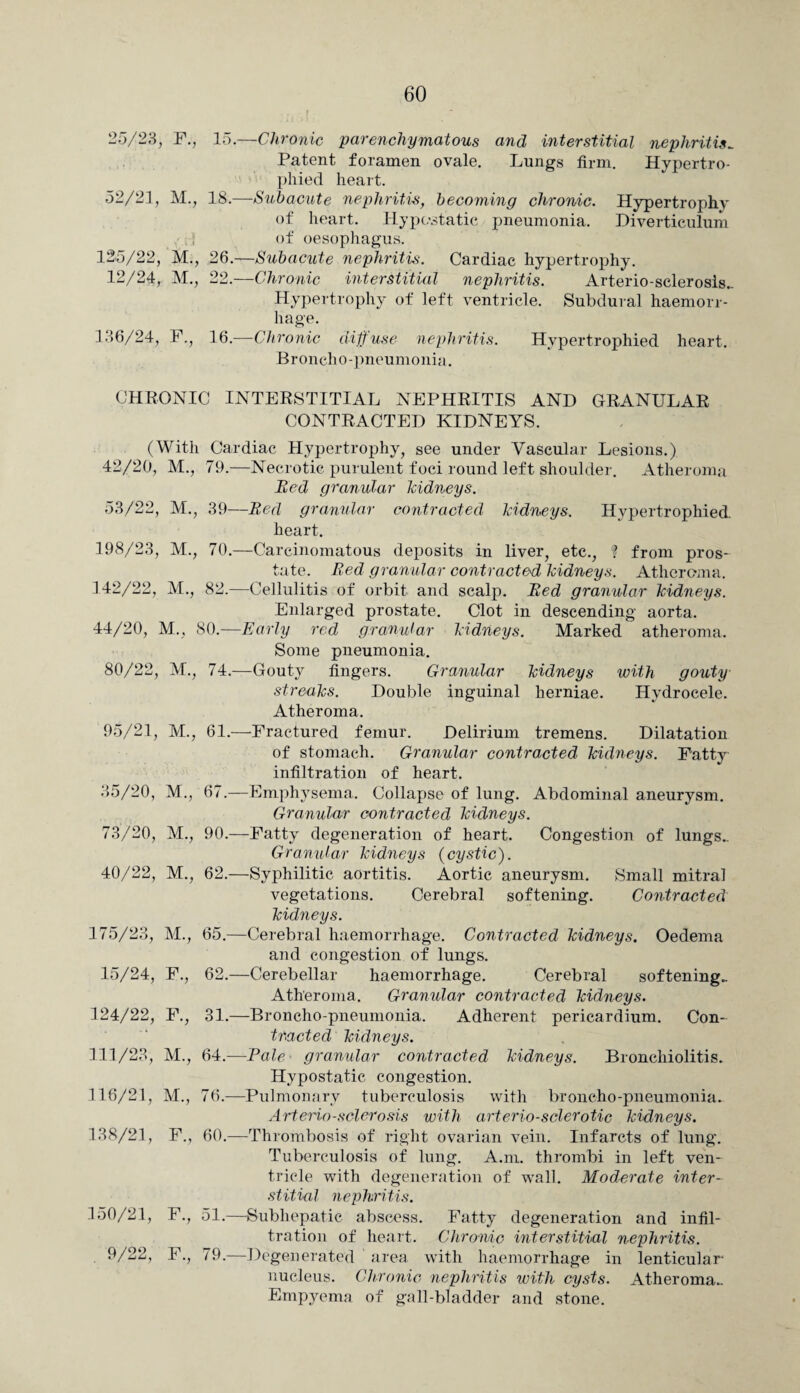 60
25/23, F., 15.—Chronic parenchymatous and interstitial nephritis.
Patent foramen ovale. Lungs firm. Hypertro-
phied heart.
52/21, M., 18.—Subacute nephritis, becoming chronic. Hypertrophy
of heart. Hypostatic pneumonia. Diverticulum
of oesophagus.
125/22, M., 26.—Subacute nephritis. Cardiac hypertrophy.
12/24, M., 22.—Chronic interstitial nephritis. Arterio-sclerosis.
Hypertrophy of left ventricle. Subdural haemorr-
hage.
136/24, F., 16.—Chronic diffuse nephritis. Hypertrophied heart.
Broncho-pneumonia.
CHRONIC INTERSTITIAL NEPHRITIS AND GRANULAR
CONTRACTED KIDNEYS.
(With Cardiac Hypertrophy, see under Vascular Lesions.)
42/20, M., 79.—Necrotic purulent foci round left shoulder. Atheroma
Red granular kidneys.
53/22, M., 39—Red granular contracted kidneys. Hypertrophied
heart.
198/23, M., 70.—Carcinomatous deposits in liver, etc., ? from pros-
tate. Red granular contracted kidneys. Atheroma.
142/22, M., 82.—Cellulitis of orbit and scalp. Red granular kidneys.
Enlarged prostate. Clot in descending aorta.
44/20, M., 80.—Early red granular kidneys. Marked atheroma.
Some pneumonia.
80/22, M., 74.—Gouty fingers. Granular kidneys with gouty
streaks. Double inguinal herniae. Hydrocele.
Atheroma.
95/21, M., 61.—Fractured femur. Delirium tremens. Dilatation
of stomach. Granular contracted kidneys. Fatty
infiltration of heart.
35/20, M., 67.—Emphysema. Collapse of lung. Abdominal aneurysm.
Granular contracted kidneys.
73/20, M., 90.—Fatty degeneration of heart. Congestion of lungs.
Granular kidneys (cystic).
40/22, M., 62.—Syphilitic aortitis. Aortic aneurysm. Small mitral
vegetations. Cerebral softening. Contracted
kidneys.
175/23, M., 65.—Cerebral haemorrhage. Contracted kidneys. Oedema
and congestion of lungs.
15/24, F., 62.—Cerebellar haemorrhage. Cerebral softening.
Atheroma. Granular contracted kidneys.
124/22, F., 31.—Broncho-pneumonia. Adherent pericardium. Con-
tracted kidneys.
111/23, M., 64.—Pale granular contracted kidneys. Bronchiolitis.
Hypostatic congestion.
116/21, M., 76.—Pulmonary tuberculosis with broncho-pneumonia.
Arterio-sclerosis with arterio-sclerotic kidneys.
138/21, F., 60.—Thrombosis of right ovarian vein. Infarcts of lung.
Tuberculosis of lung. A.m. thrombi in left ven-
tricle with degeneration of wall. Moderate inter-
stitial nephritis.
150/21, F., 51.—Subhepatic abscess. Fatty degeneration and infil-
tration of heart. Chronic interstitial nephritis.
9/22, F., 79.—Degenerated area with haemorrhage in lenticular
nucleus. Chronic nephritis with cysts. Atheroma.
Empyema of gall-bladder and stone.